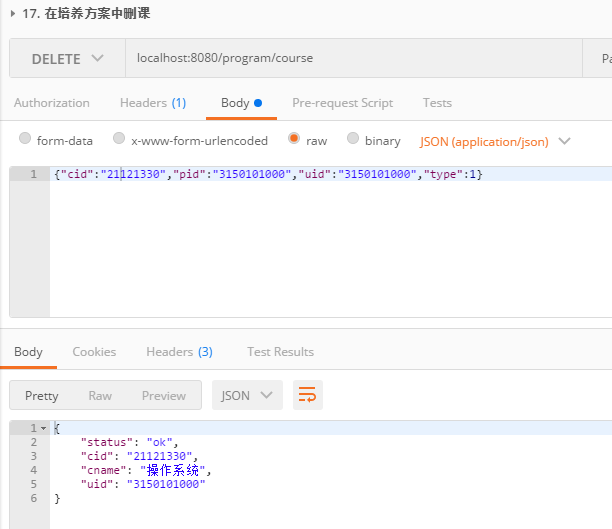 17. 在培养方案中删课
DELETE localhost:8080/program/course Pa
Authorization Headers (1) Body Pre-request Script Tests
form-data x-www-form-urlencoded raw binary JSON (application/json)
1 {"cid":"21121330","pid":"3150101000","uid":"3150101000","type":1}
Body Cookies Headers (3) Test Results
Pretty Raw Preview JSON
1 {
2 "status": "ok",
3 "cid": "21121330",
4 "cname": "操作系统",
5 "uid": "3150101000"
6 }